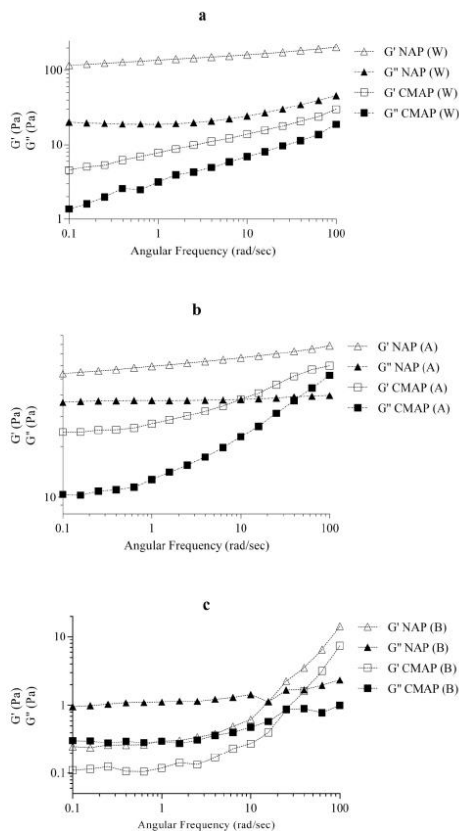 a
G' NAP (W)
G" NAP (W)
G' CMAP (W)
G" CMAP (W)
G' (Pa)
G" (Pa)
100
10
1
0.1
1
10
100
Angular Frequency (rad/sec)
b
G' NAP (A)
G" NAP (A)
G' CMAP (A)
G" CMAP (A)
G' (Pa)
G" (Pa)
10
0.1
1
10
100
Angular Frequency (rad/sec)
c
G' NAP (B)
G" NAP (B)
G' CMAP (B)
G" CMAP (B)
G' (Pa)
G" (Pa)
10
1
0.1
0.1
1
10
100
Angular Frequency (rad/sec)